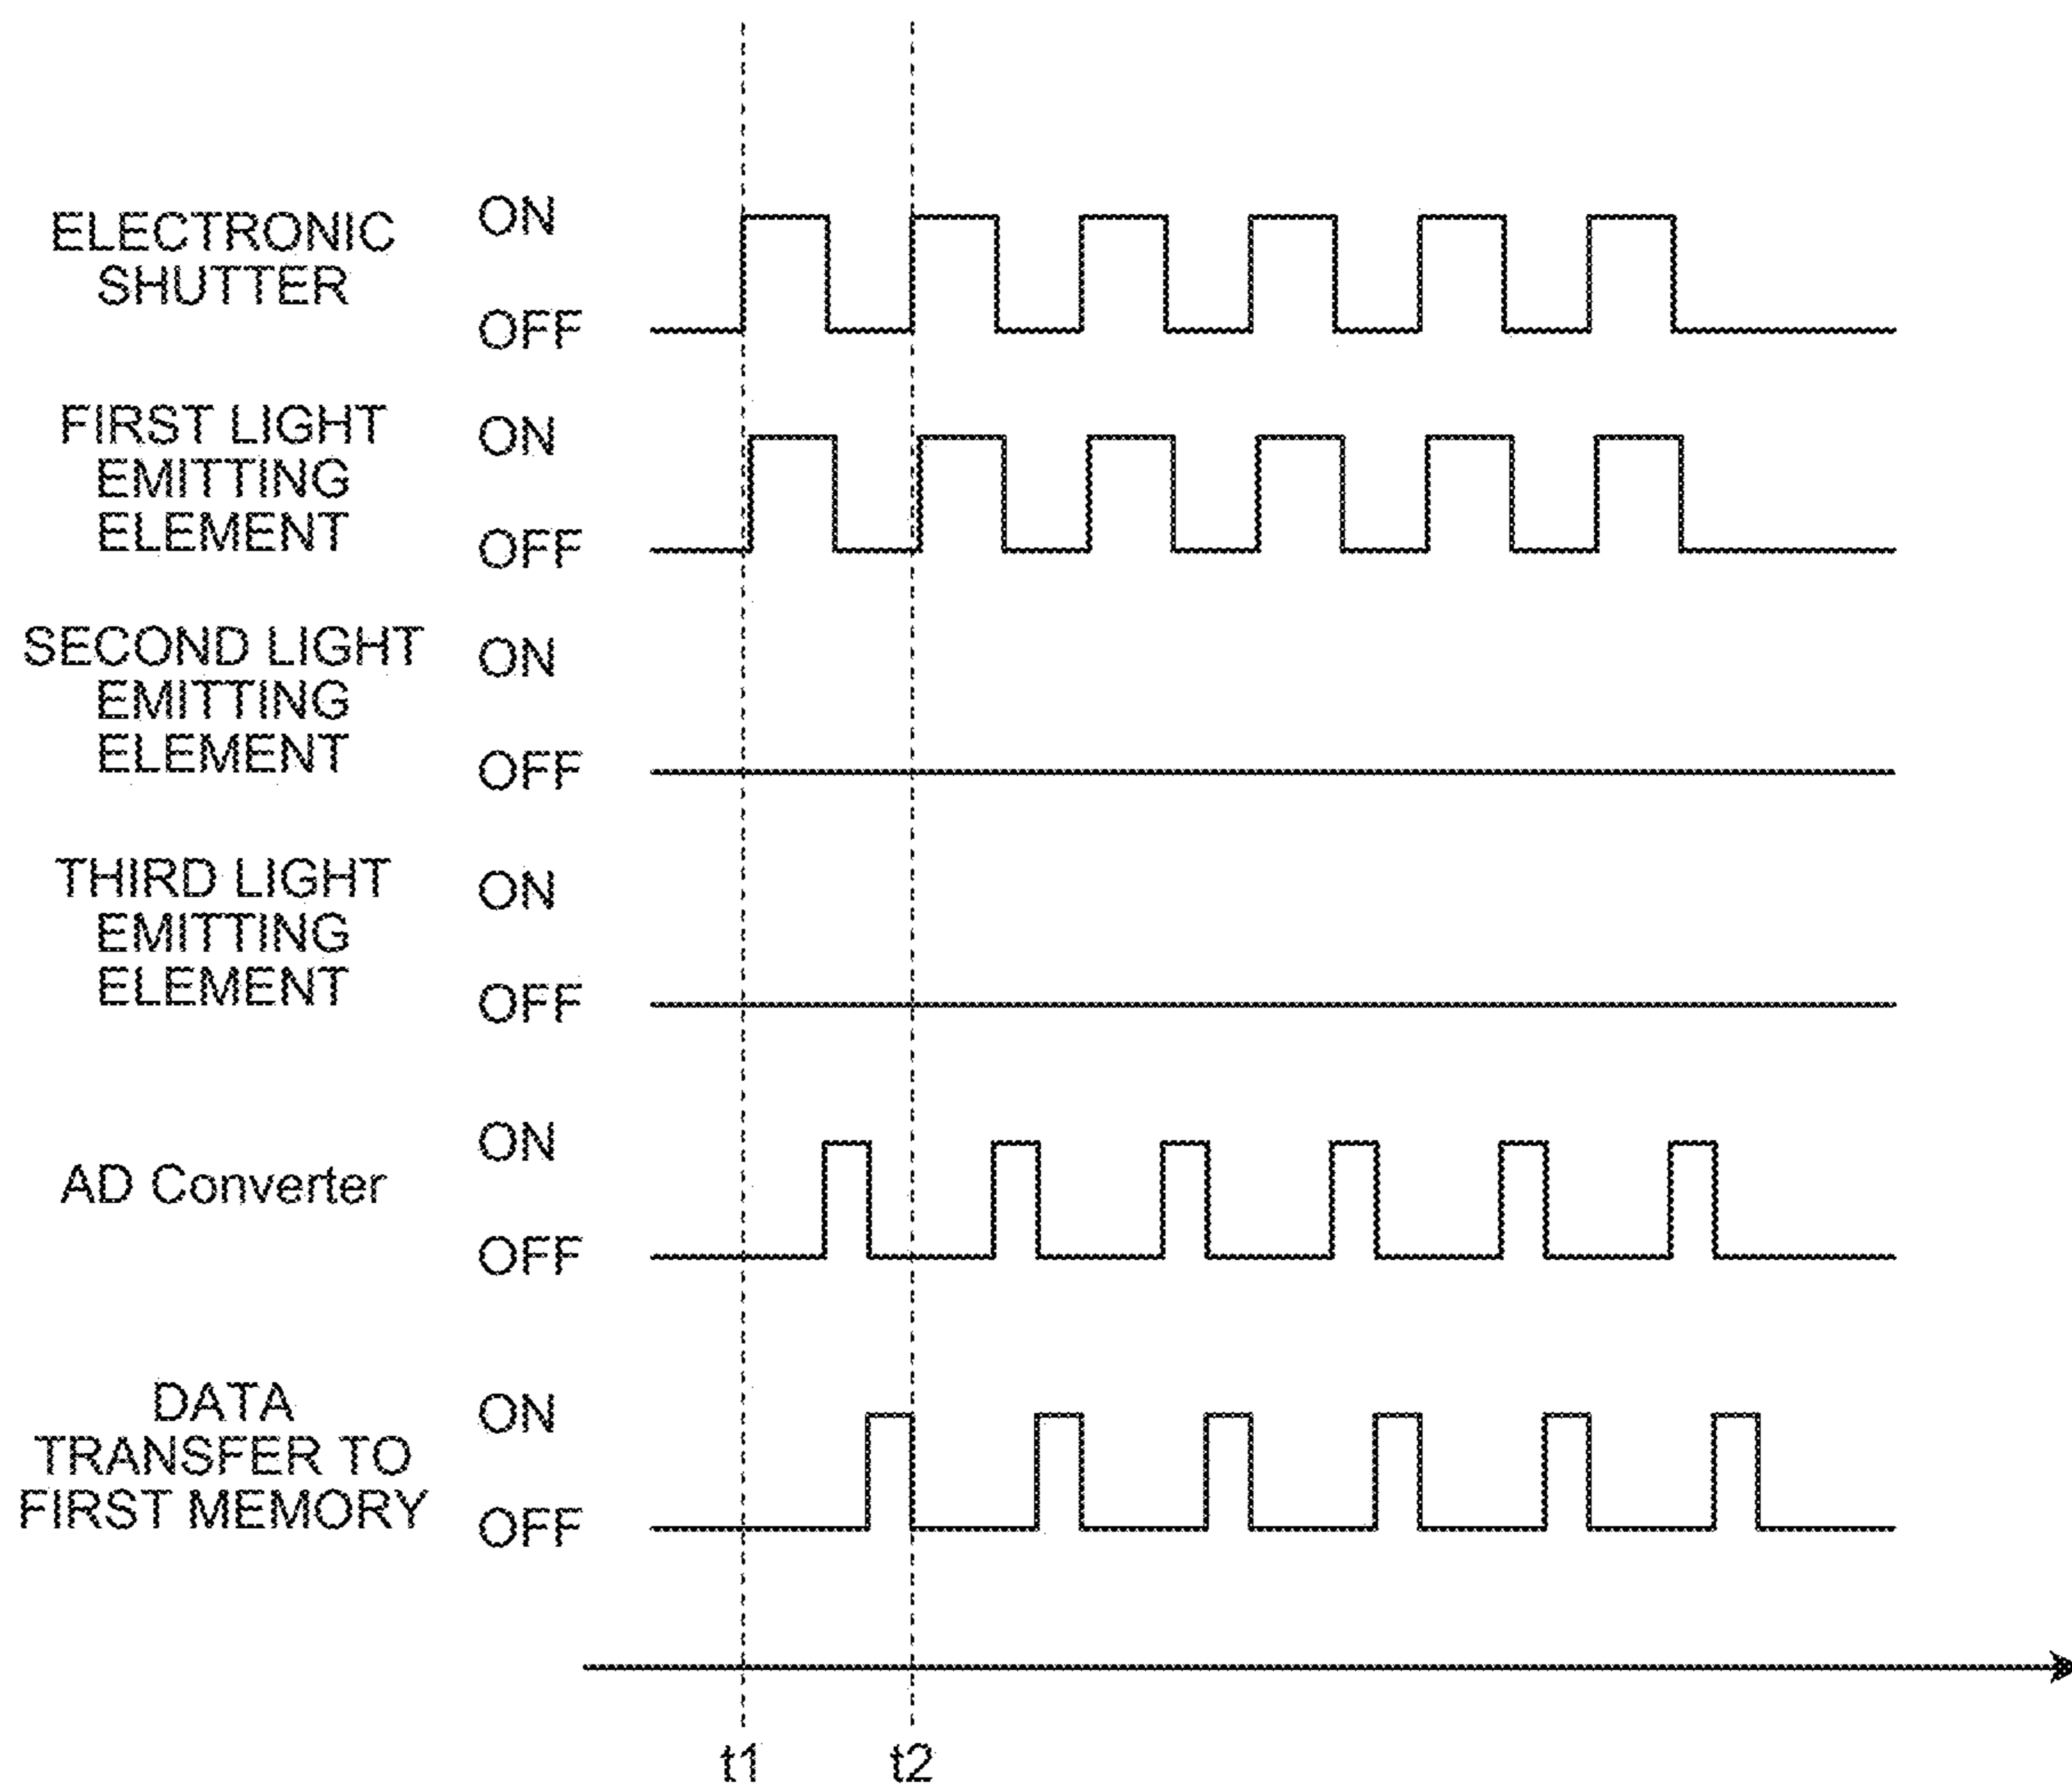 ELECTRONIC
SHUTTER
ON
OFF
FIRST LIGHT
EMITTING
ELEMENT
ON
OFF
SECOND LIGHT
EMITTING
ELEMENT
ON
OFF
THIRD LIGHT
EMITTING
ELEMENT
ON
OFF
AD Converter
ON
OFF
DATA
TRANSFER TO
FIRST MEMORY
ON
OFF
t1
t2